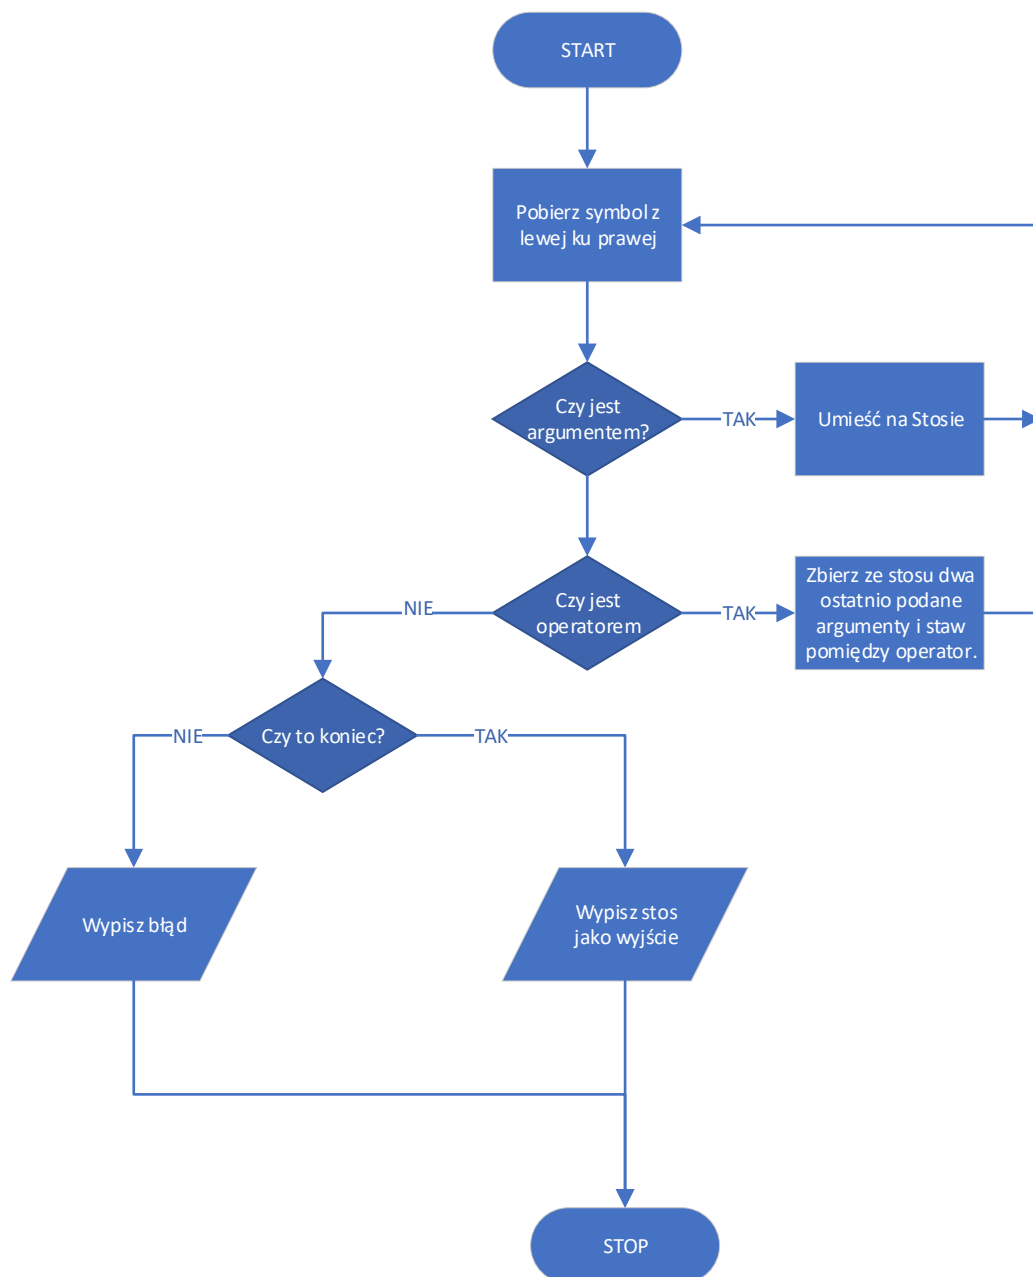 START
Pobierz symbol z
lewej ku prawej
Czy jest
argumentem?
TAK
Umieść na Stosie
Czy jest
operatorem
NIE
TAK
Zbierz ze stosu dwa
ostatnio podane
argumenty i staw
pomiędzy operator.
Czy to koniec?
NIE
TAK
Wypisz błąd
Wypisz stos
jako wyjście
STOP